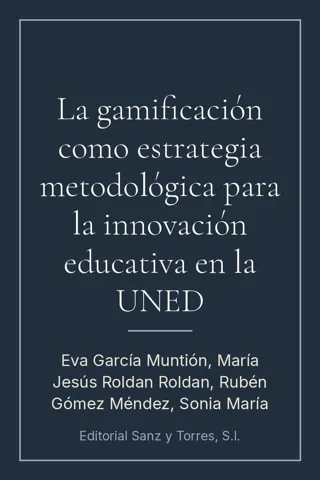 La gamificación
como estrategia
metodológica para
la innovación
educativa en la
UNED
Eva García Muntión, María
Jesús Roldan Roldan, Rubén
Gómez Méndez, Sonia María
Editorial Sanz y Torres, S.l.